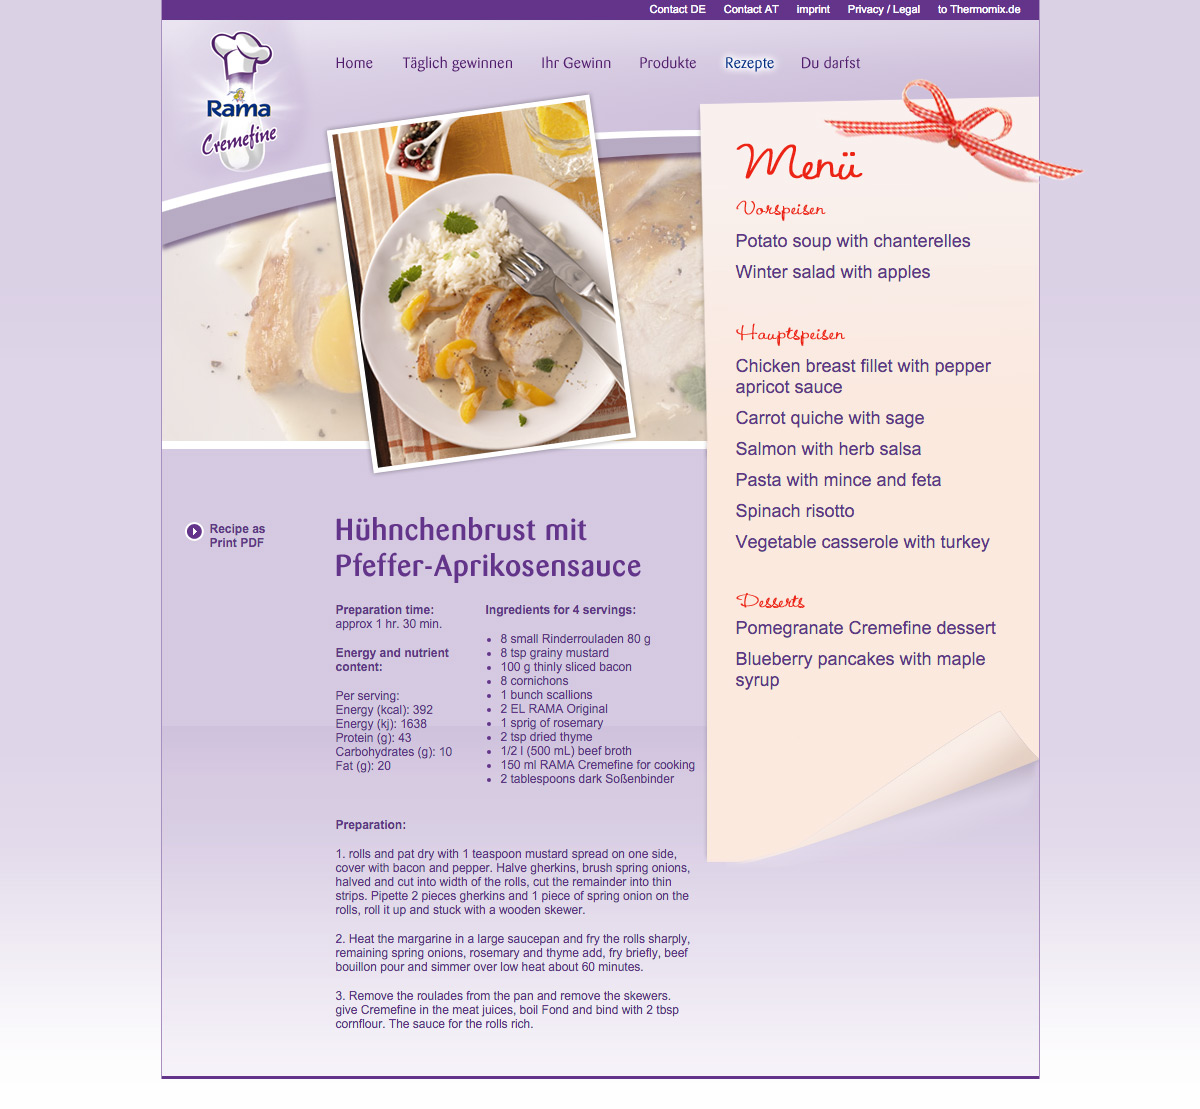 Contact DE Contact AT imprint Privacy / Legal to Thermomix.de
Rama
Cremefine
Home Täglich gewinnen Ihr Gewinn Produkte Rezepte Du darfst
Menü
Vorspeisen
Potato soup with chanterelles
Winter salad with apples
Hauptspeisen
Chicken breast fillet with pepper
apricot sauce
Carrot quiche with sage
Salmon with herb salsa
Pasta with mince and feta
Spinach risotto
Vegetable casserole with turkey
Desserts
Pomegranate Cremefine dessert
Blueberry pancakes with maple
syrup
Recipe as
Print PDF
Hühnchenbrust mit
Pfeffer-Aprikosensauce
Preparation time:
approx 1 hr. 30 min.
Energy and nutrient
content:
Per serving:
Energy (kcal): 392
Energy (kj): 1638
Protein (g): 43
Carbohydrates (g): 10
Fat (g): 20
Ingredients for 4 servings:
• 8 small Rinderrouladen 80 g
• 8 tsp grainy mustard
• 100 g thinly sliced bacon
• 8 cornichons
• 1 bunch scallions
• 2 EL RAMA Original
• 1 sprig of rosemary
• 2 tsp dried thyme
• 1/2 l (500 mL) beef broth
• 150 ml RAMA Cremefine for cooking
• 2 tablespoons dark Soßenbinder
Preparation:
1. rolls and pat dry with 1 teaspoon mustard spread on one side,
cover with bacon and pepper. Halve gherkins, brush spring onions,
halved and cut into width of the rolls, cut the remainder into thin
strips. Pipette 2 pieces gherkins and 1 piece of spring onion on the
rolls, roll it up and stuck with a wooden skewer.
2. Heat the margarine in a large saucepan and fry the rolls sharply,
remaining spring onions, rosemary and thyme add, fry briefly, beef
bouillon pour and simmer over low heat about 60 minutes.
3. Remove the roulades from the pan and remove the skewers.
give Cremefine in the meat juices, boil Fond and bind with 2 tbsp
cornflour. The sauce for the rolls rich.